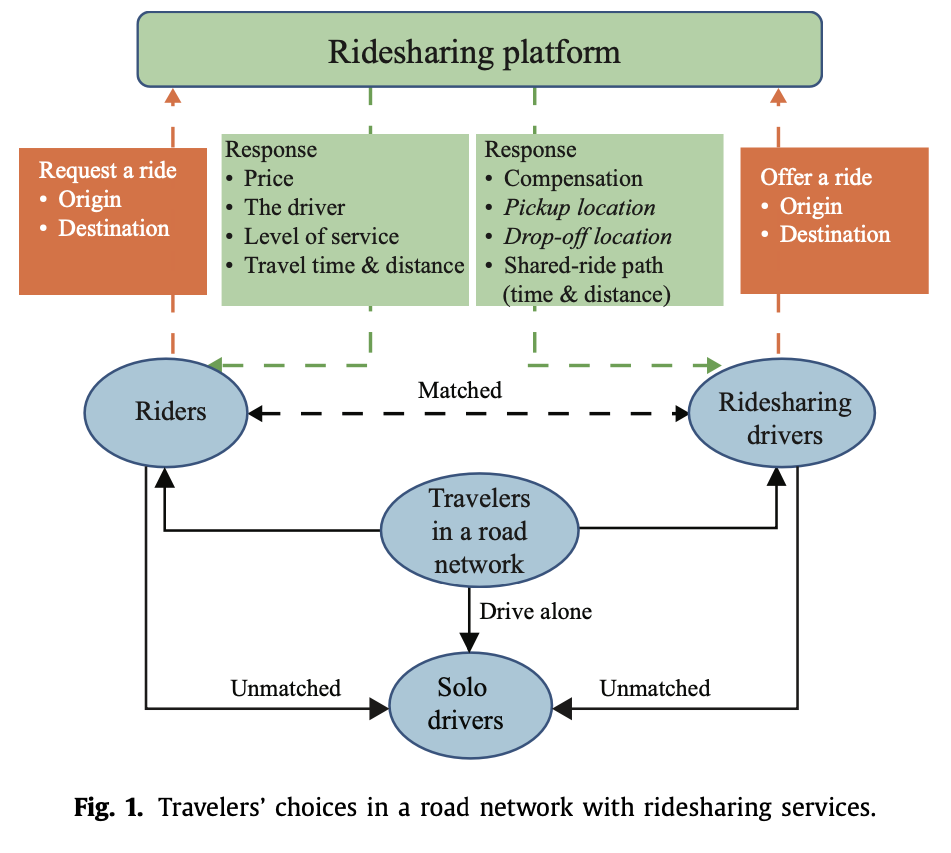 Ridesharing platform
Request a ride
• Origin
• Destination
Response
• Price
• The driver
• Level of service
• Travel time & distance
Response
• Compensation
• Pickup location
• Drop-off location
• Shared-ride path
(time & distance)
Offer a ride
• Origin
• Destination
Matched
Riders
Ridesharing
drivers
Travelers
in a road
network
Drive alone
Unmatched
Solo
drivers
Unmatched
Fig. 1. Travelers’ choices in a road network with ridesharing services.